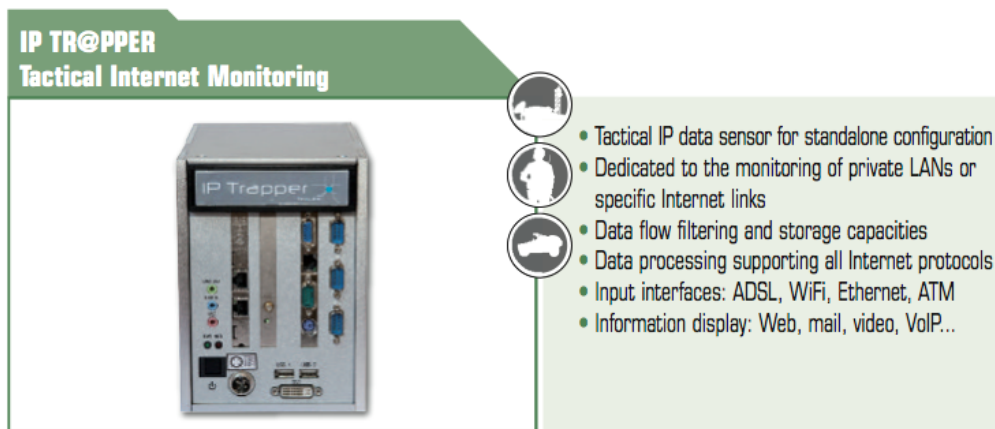 IP TR@PPER
Tactical Internet Monitoring
IP Trapper
• Tactical IP data sensor for standalone configuration
• Dedicated to the monitoring of private LANs or
specific Internet links
• Data flow filtering and storage capacities
• Data processing supporting all Internet protocols
• Input interfaces: ADSL, WiFi, Ethernet, ATM
• Information display: Web, mail, video, VoIP...